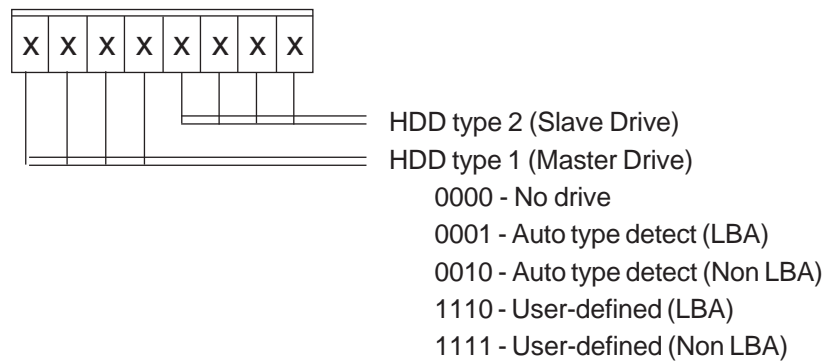 x x x x x x x x
HDD type 2 (Slave Drive)
HDD type 1 (Master Drive)
0000 - No drive
0001 - Auto type detect (LBA)
0010 - Auto type detect (Non LBA)
1110 - User-defined (LBA)
1111 - User-defined (Non LBA)